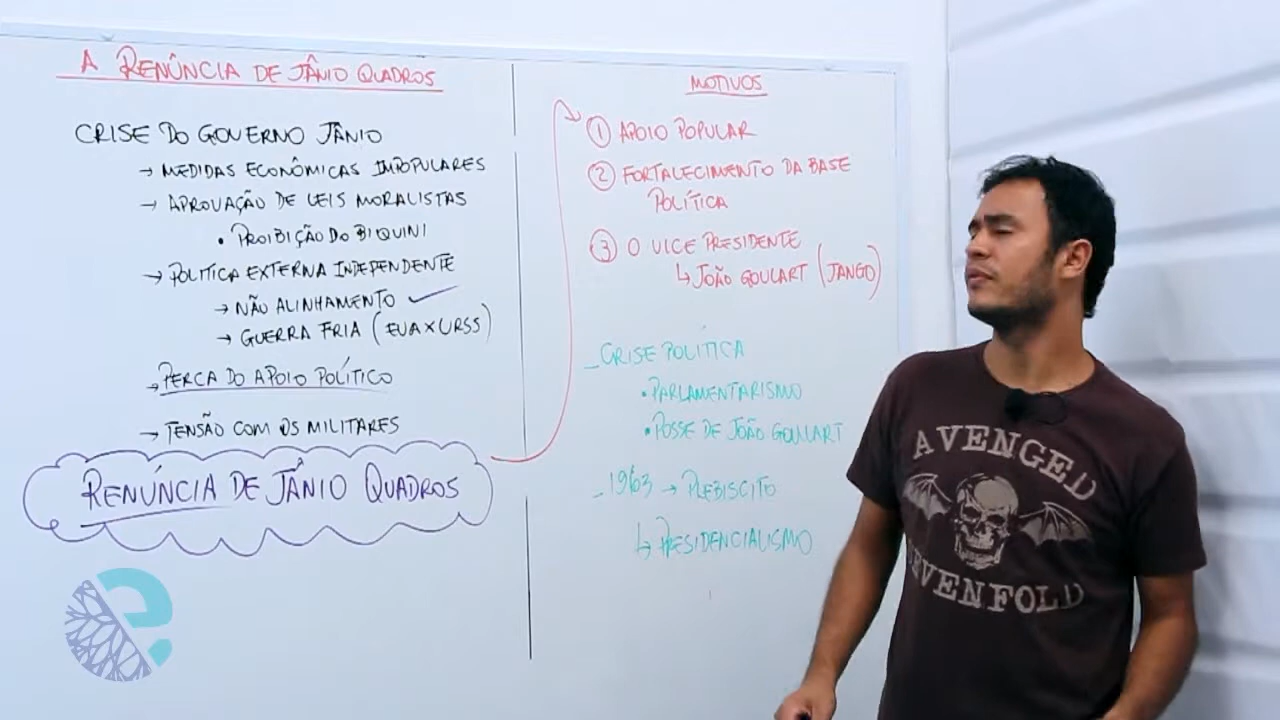 A RENÚNCIA DE JÂNIO QUADROS
CRISE DO GOVERNO JÂNIO
→ MEDIDAS ECONÔMICAS IMPOPULARES
→ APROVAÇÃO DE LEIS MORALISTAS
• PROIBIÇÃO DO BIQUINI
→ POLITICA EXTERNA INDEPENDENTE
→ NÃO ALINHAMENTO ✓
→ GUERRA FRIA (EUA X URSS)
→ PERCA DO APOIO POLÍTICO
→ TENSÃO COM OS MILITARES
RENÚNCIA DE JÂNIO QUADROS
MOTIVOS
① APOIO POPULAR
② FORTALECIMENTO DA BASE
POLÍTICA
③ O VICE PRESIDENTE
↳ JOÃO GOULART (JANGO)
_ CRISE POLÍTICA
• PARLAMENTARISMO
• POSSE DE JOÃO GOULART
_ 1963 → PLEBISCITO
↳ PRESIDENCIALISMO
AVENGED
SEVENFOLD
e